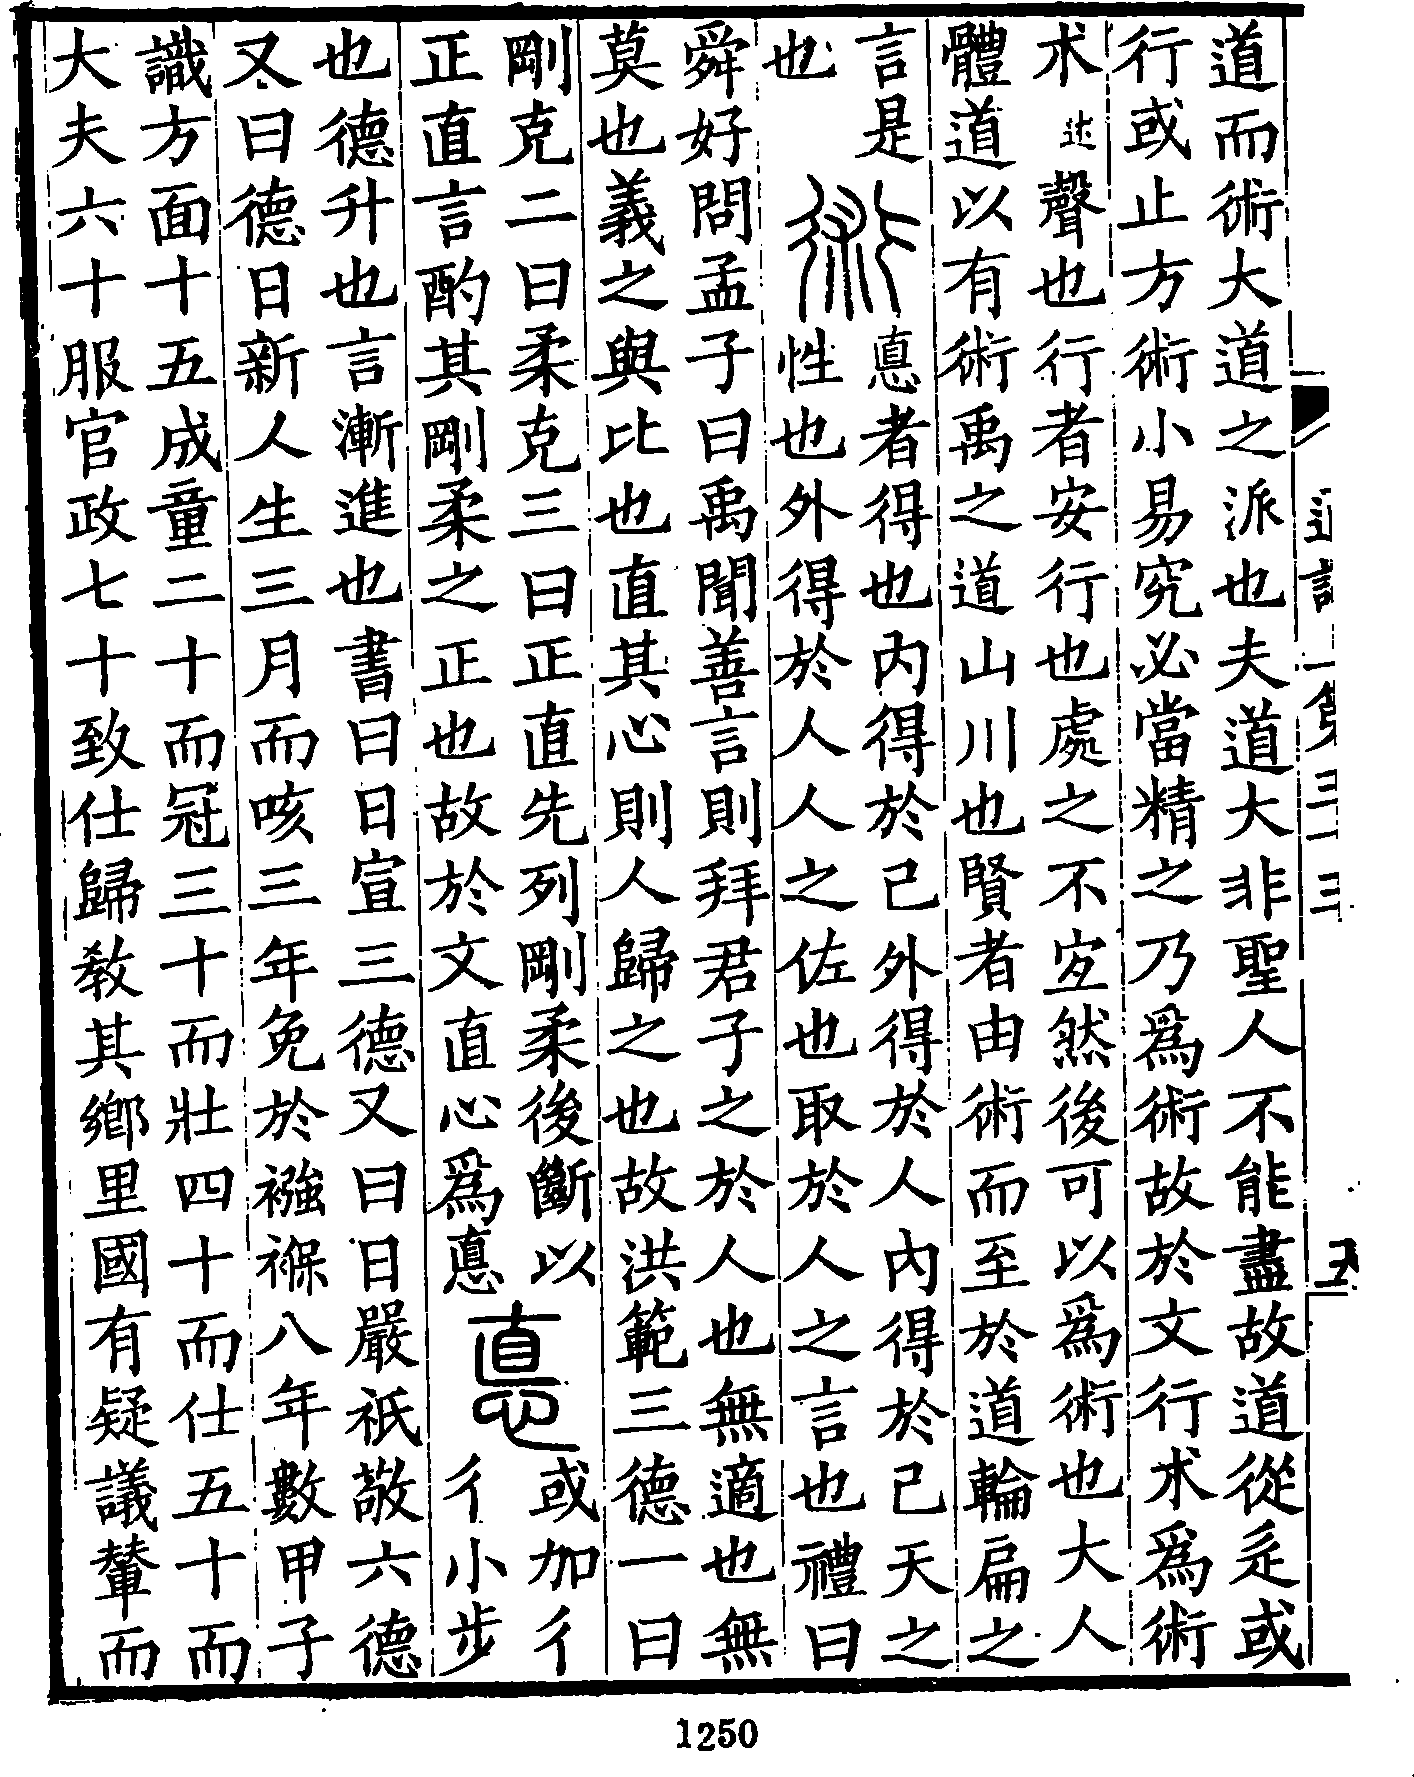 道而術大道之派也夫道大非聖人不能盡故道從辵或
行或止方術小易究必當精之乃爲術故於文行朮爲術
朮述聲也行者安行也處之不宐然後可以爲術也大人
體道以有術禹之道山川也賢者由術而至於道輪扁之
言是術悳者得也內得於己外得於人內得於己天之
也性也外得於人人之佐也取於人之言也禮曰
舜好問孟子曰禹聞善言則拜君子之於人也無適也無
莫也義之與比也直其心則人歸之也故洪範三德一曰
剛克二曰柔克三曰正直先列剛柔後斷以悳或加彳
正直言酌其剛柔之正也故於文直心爲悳彳小步
也德升也言漸進也書曰日宣三德又曰日嚴祇敬六德
又曰德日新人生三月而咳三年免於襁褓八年數甲子
識方面十五成童二十而冠三十而壯四十而仕五十而
大夫六十服官政七十致仕歸教其鄉里國有疑議輦而
通
三
五
1250